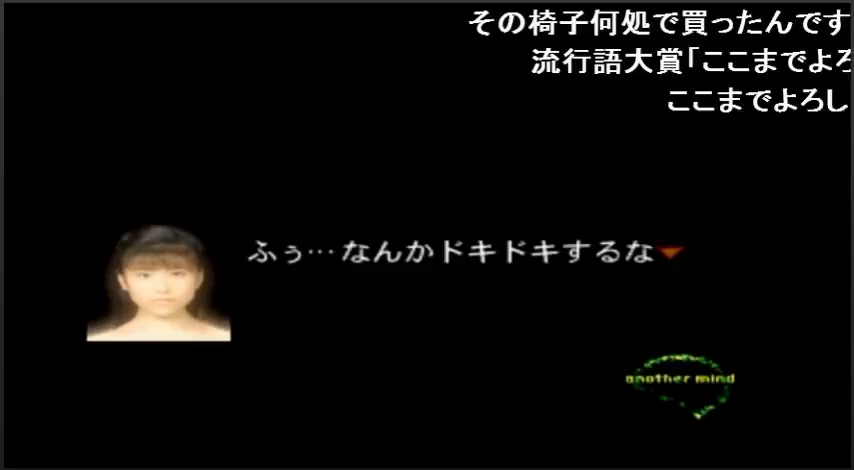 その椅子何処で買ったんです
流行語大賞「ここまでよろ
ここまでよろし
ふぅ…なんかドキドキするな
another mind